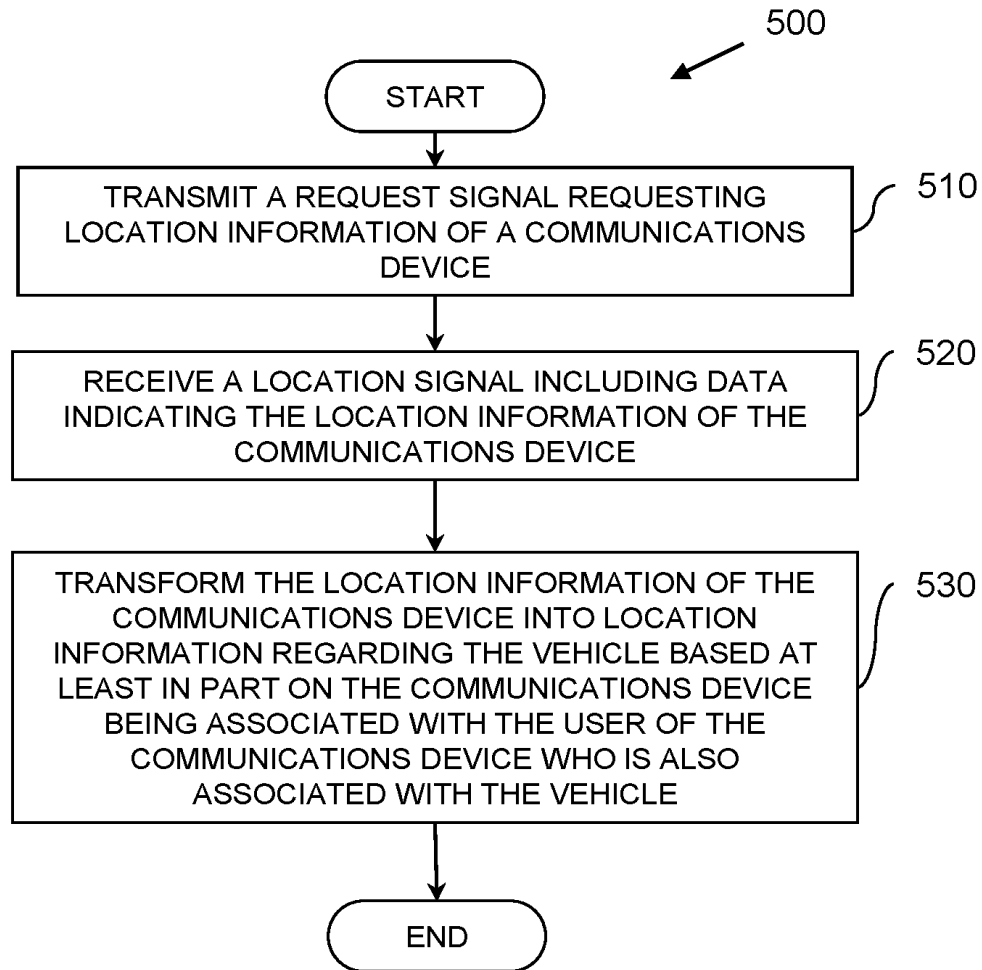 500
START
TRANSMIT A REQUEST SIGNAL REQUESTING
LOCATION INFORMATION OF A COMMUNICATIONS
DEVICE
510
RECEIVE A LOCATION SIGNAL INCLUDING DATA
INDICATING THE LOCATION INFORMATION OF THE
COMMUNICATIONS DEVICE
520
TRANSFORM THE LOCATION INFORMATION OF THE
COMMUNICATIONS DEVICE INTO LOCATION
INFORMATION REGARDING THE VEHICLE BASED AT
LEAST IN PART ON THE COMMUNICATIONS DEVICE
BEING ASSOCIATED WITH THE USER OF THE
COMMUNICATIONS DEVICE WHO IS ALSO
ASSOCIATED WITH THE VEHICLE
530
END